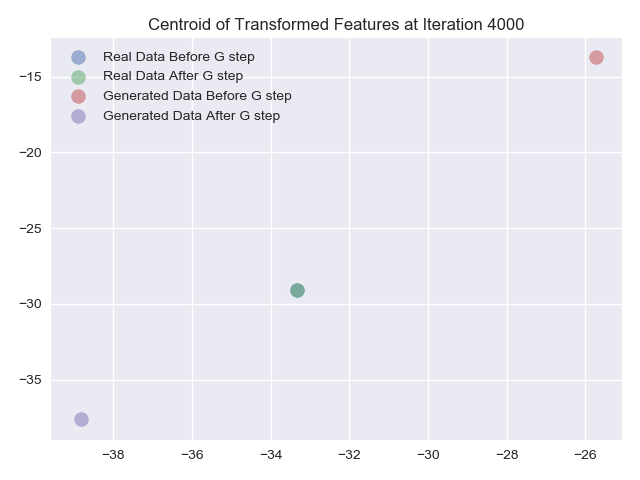 Centroid of Transformed Features at Iteration 4000
Real Data Before G step
Real Data After G step
Generated Data Before G step
Generated Data After G step
−15
−20
−25
−30
−35
−38 −36 −34 −32 −30 −28 −26